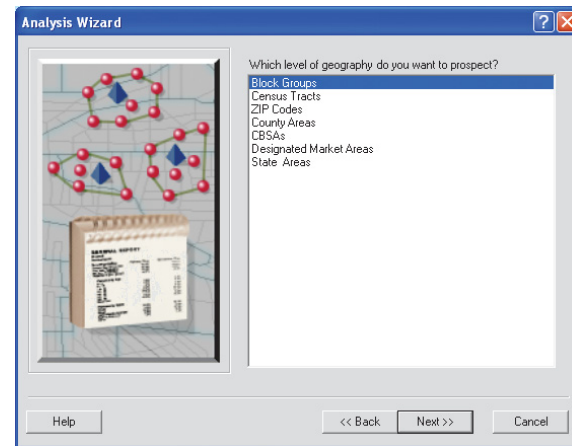 Analysis Wizard
Which level of geography do you want to prospect?
Block Groups
Census Tracts
ZIP Codes
County Areas
CBSAs
Designated Market Areas
State Areas
Help
<< Back
Next >>
Cancel